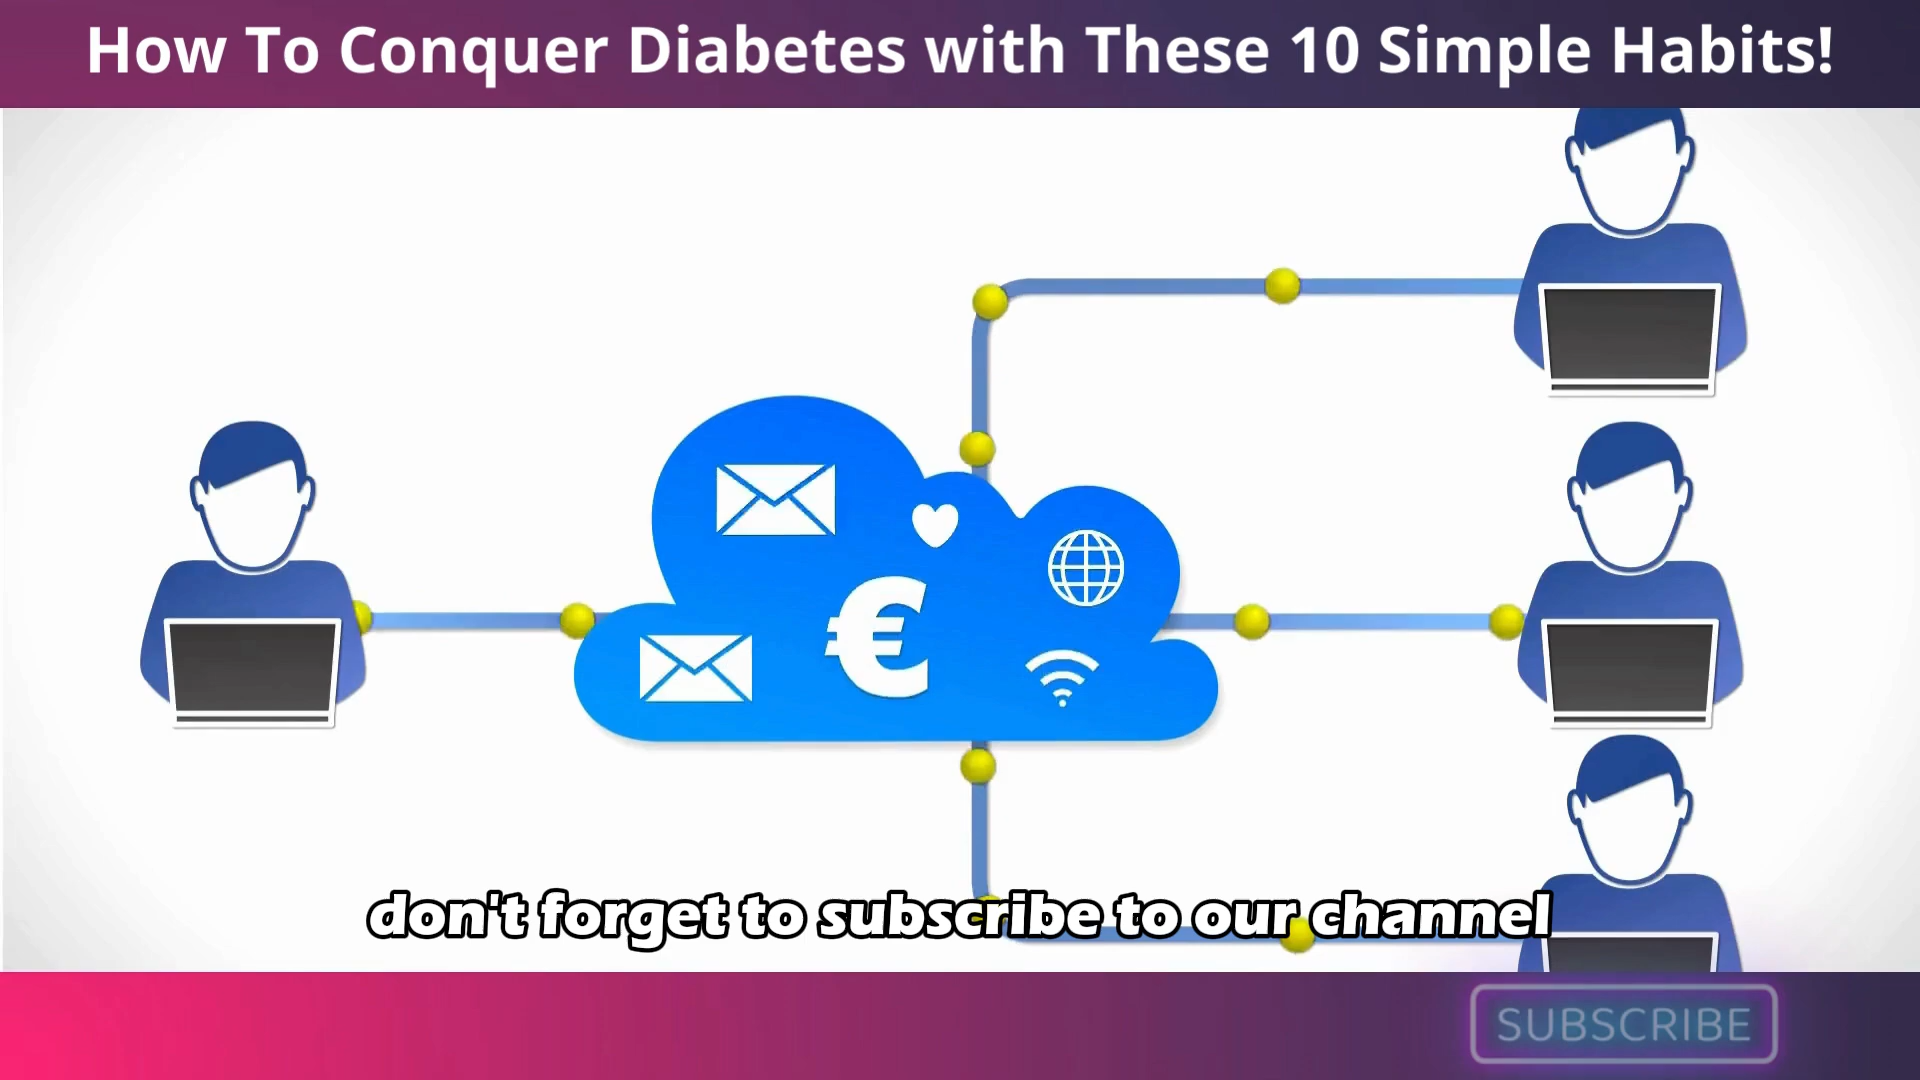 How To Conquer Diabetes with These 10 Simple Habits!
€
don't forget to subscribe to our channel
SUBSCRIBE